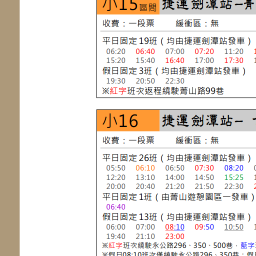 小15區間 捷運劍潭站–菁
收費：一段票 緩衝區：無
平日固定19班（均由捷運劍潭站發車）
06:20 06:40 07:00 07:20 11:20
15:20 15:40 16:40 17:00 17:30
假日固定3班（均由捷運劍潭站發車）
19:30 20:50 22:30
※紅字班次返程繞駛菁山路99巷
小16 捷運劍潭站–
收費：一段票 緩衝區：無
平日固定26班（均由捷運劍潭站發車）
05:50 06:10 06:50 07:30 08:20
12:20 13:10 14:00 14:50 15:25
20:00 20:40 21:20 21:50 22:30
平日固定1班（由菁山遊憩園區一發車）
06:40
假日固定13班（均由捷運劍潭站發車）
06:00 07:00 08:10 09:50 10:50
19:40 21:10 23:00
※紅字班次繞駛永公路296、350、500巷，藍字